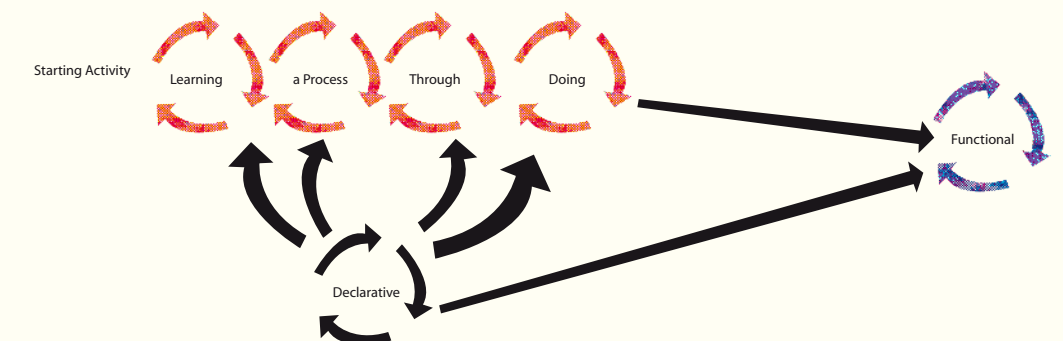 Starting Activity
Learning
a Process
Through
Doing
Functional
Declarative